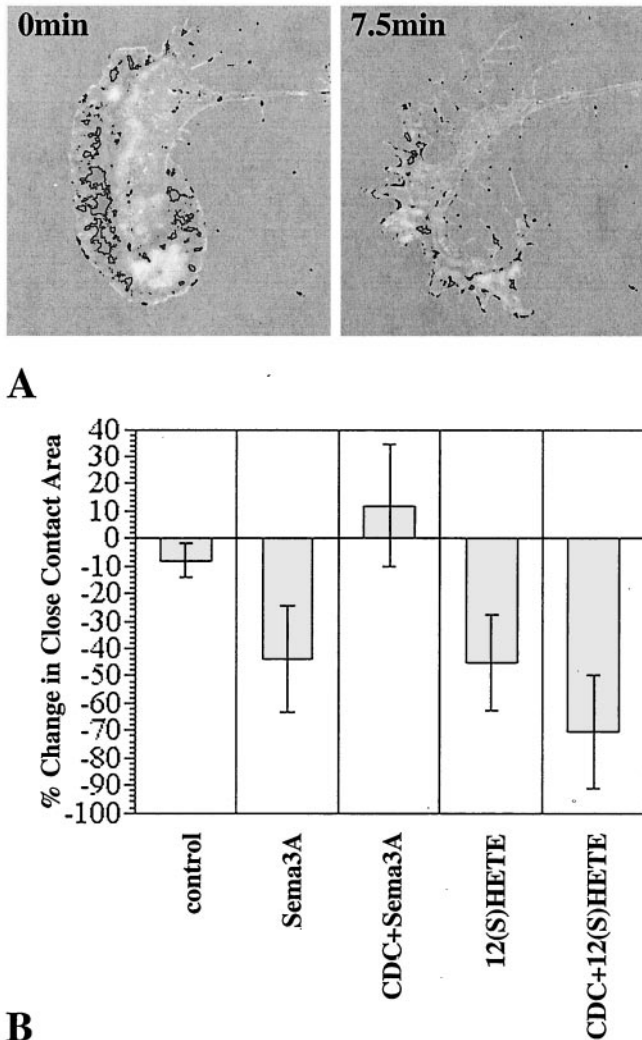 0min
7.5min
A
% Change in Close Contact Area
40
30
20
10
0
-10
-20
-30
-40
-50
-60
-70
-80
-90
-100
control
Sema3A
CDC+Sema3A
12(S)HETE
CDC+12(S)HETE
B